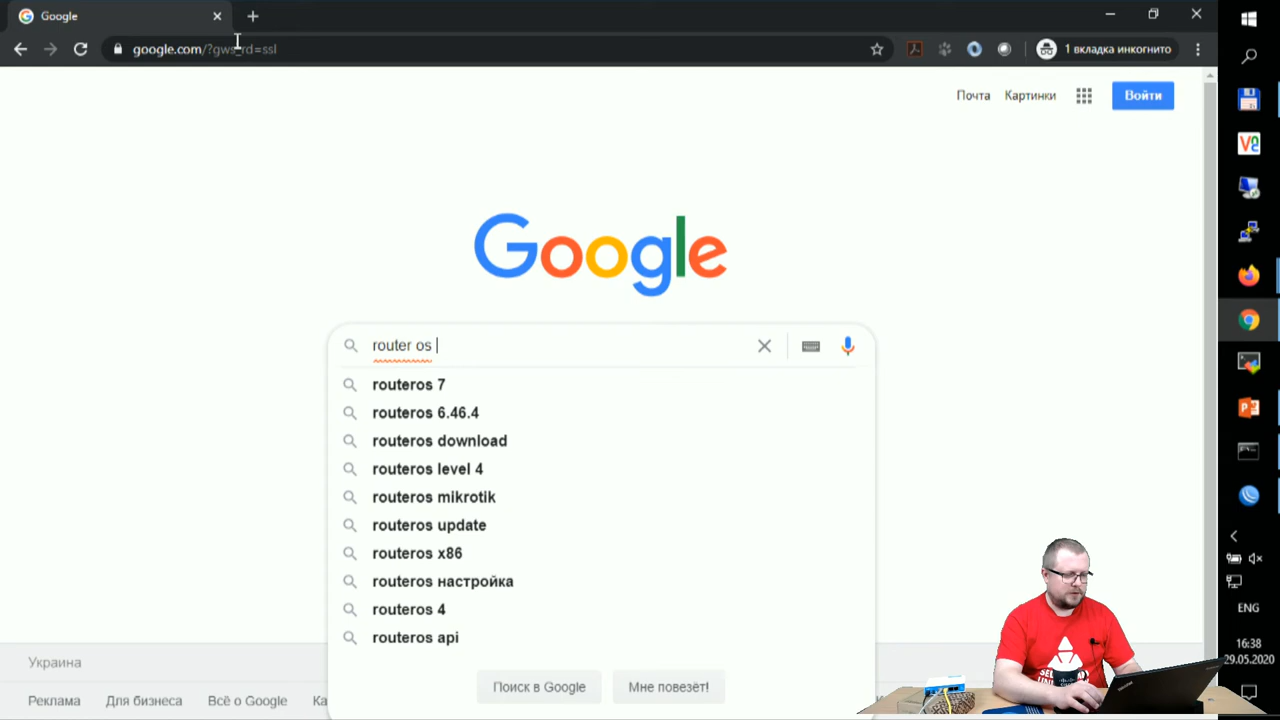 Google
google.com/?gws_rd=ssl
1 вкладка инкогнито
Почта
Картинки
Войти
Google
router os
routeros 7
routeros 6.46.4
routeros download
routeros level 4
routeros mikrotik
routeros update
routeros x86
routeros настройка
routeros 4
routeros api
Поиск в Google
Мне повезёт!
Украина
Реклама
Для бизнеса
Всё о Google
Ка
ENG
16:38
29.05.2020